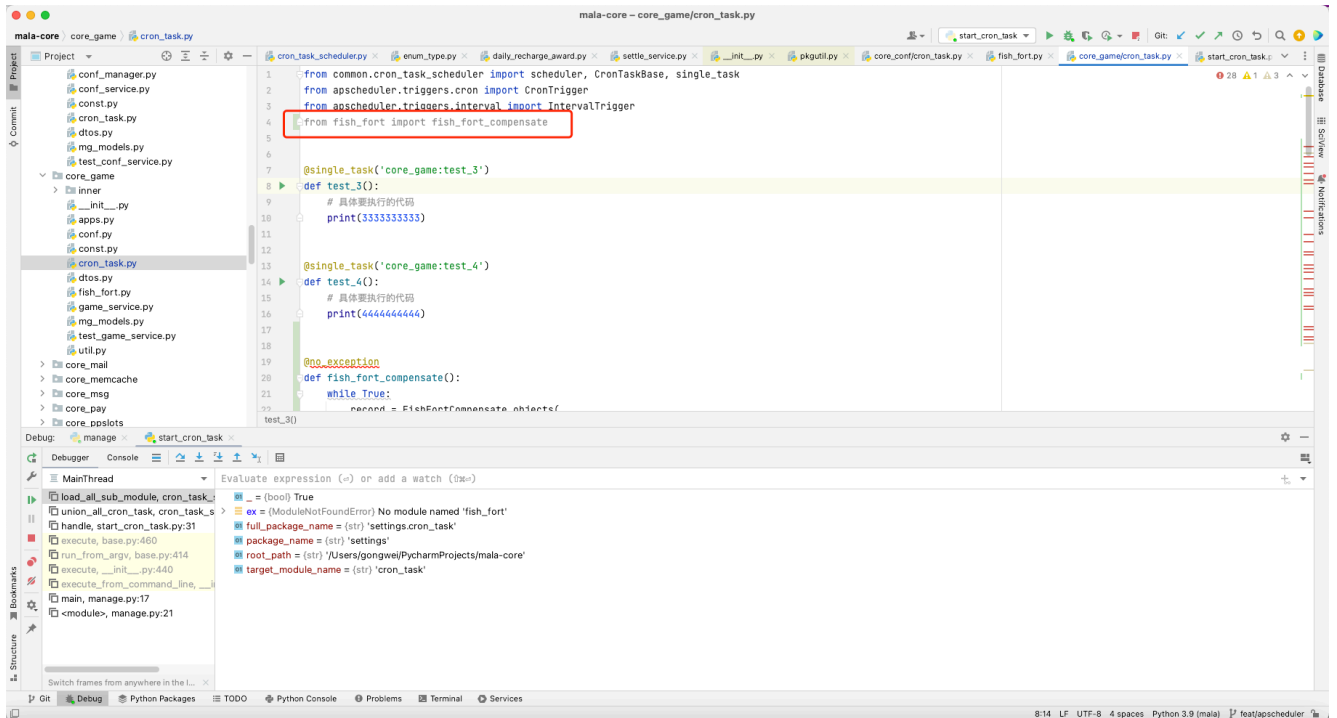 mala-core – core_game/cron_task.py
mala-core
core_game
cron_task.py
start_cron_task
Git:
Project
cron_task_scheduler.py
enum_type.py
daily_recharge_award.py
settle_service.py
__init__.py
pkgutil.py
core_conf/cron_task.py
fish_fort.py
core_game/cron_task.py
start_cron_task.p
Project
Commit
conf_manager.py
conf_service.py
const.py
cron_task.py
dtos.py
mg_models.py
test_conf_service.py
core_game
inner
__init__.py
apps.py
conf.py
const.py
cron_task.py
dtos.py
fish_fort.py
game_service.py
mg_models.py
test_game_service.py
util.py
core_mail
core_memcache
core_msg
core_pay
core_ppslots
1 from common.cron_task_scheduler import scheduler, CronTaskBase, single_task
2 from apscheduler.triggers.cron import CronTrigger
3 from apscheduler.triggers.interval import IntervalTrigger
4 from fish_fort import fish_fort_compensate
5
6
7 @single_task('core_game:test_3')
8 def test_3():
9 # 具体要执行的代码
10 print(3333333333)
11
12
13 @single_task('core_game:test_4')
14 def test_4():
15 # 具体要执行的代码
16 print(4444444444)
17
18
19 @no_exception
20 def fish_fort_compensate():
21 while True:
22 record = FishFortCompensate.objects(
test_3()
28 1 3
Database
SciView
Notifications
Debug:
manage
start_cron_task
Debugger
Console
MainThread
Evaluate expression (⏎) or add a watch (⇧⌘⏎)
load_all_sub_module, cron_task_s
union_all_cron_task, cron_task_s
handle, start_cron_task.py:31
execute, base.py:460
run_from_argv, base.py:414
execute, __init__.py:440
execute_from_command_line, __i
main, manage.py:17
<module>, manage.py:21
Switch frames from anywhere in the I...
_ = {bool} True
ex = {ModuleNotFoundError} No module named 'fish_fort'
full_package_name = {str} 'settings.cron_task'
package_name = {str} 'settings'
root_path = {str} '/Users/gongwei/PycharmProjects/mala-core'
target_module_name = {str} 'cron_task'
Bookmarks
Structure
Git
Debug
Python Packages
TODO
Python Console
Problems
Terminal
Services
8:14 LF UTF-8 4 spaces Python 3.9 (mala) feat/apscheduler